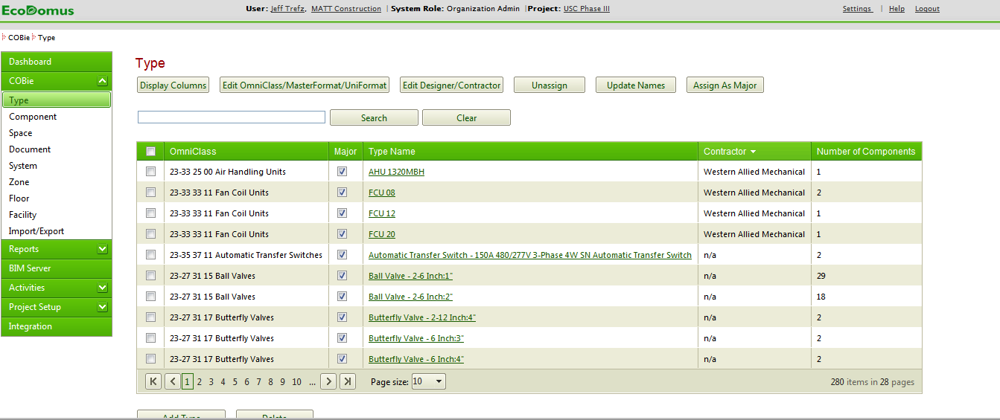 EcoDomus
User: Jeff Trefz, MATT Construction | System Role: Organization Admin | Project: USC Phase III
Settings | Help Logout
COBie Type
Dashboard
COBie
Type
Component
Space
Document
System
Zone
Floor
Facility
Import/Export
Reports
BIM Server
Activities
Project Setup
Integration
Type
Display Columns Edit OmniClass/MasterFormat/UniFormat Edit Designer/Contractor Unassign Update Names Assign As Major
Search Clear
OmniClass Major Type Name Contractor Number of Components
23-33 25 00 Air Handling Units AHU 1320MBH Western Allied Mechanical 1
23-33 33 11 Fan Coil Units FCU 08 Western Allied Mechanical 2
23-33 33 11 Fan Coil Units FCU 12 Western Allied Mechanical 1
23-33 33 11 Fan Coil Units FCU 20 Western Allied Mechanical 1
23-35 37 11 Automatic Transfer Switches Automatic Transfer Switch - 150A 480/277V 3-Phase 4W SN Automatic Transfer Switch n/a 2
23-27 31 15 Ball Valves Ball Valve - 2-6 Inch:1" n/a 29
23-27 31 15 Ball Valves Ball Valve - 2-6 Inch:2" n/a 18
23-27 31 17 Butterfly Valves Butterfly Valve - 2-12 Inch:4" n/a 2
23-27 31 17 Butterfly Valves Butterfly Valve - 6 Inch:3" n/a 2
23-27 31 17 Butterfly Valves Butterfly Valve - 6 Inch:4" n/a 2
1 2 3 4 5 6 7 8 9 10 ... Page size: 10 280 items in 28 pages
Add Type Delete